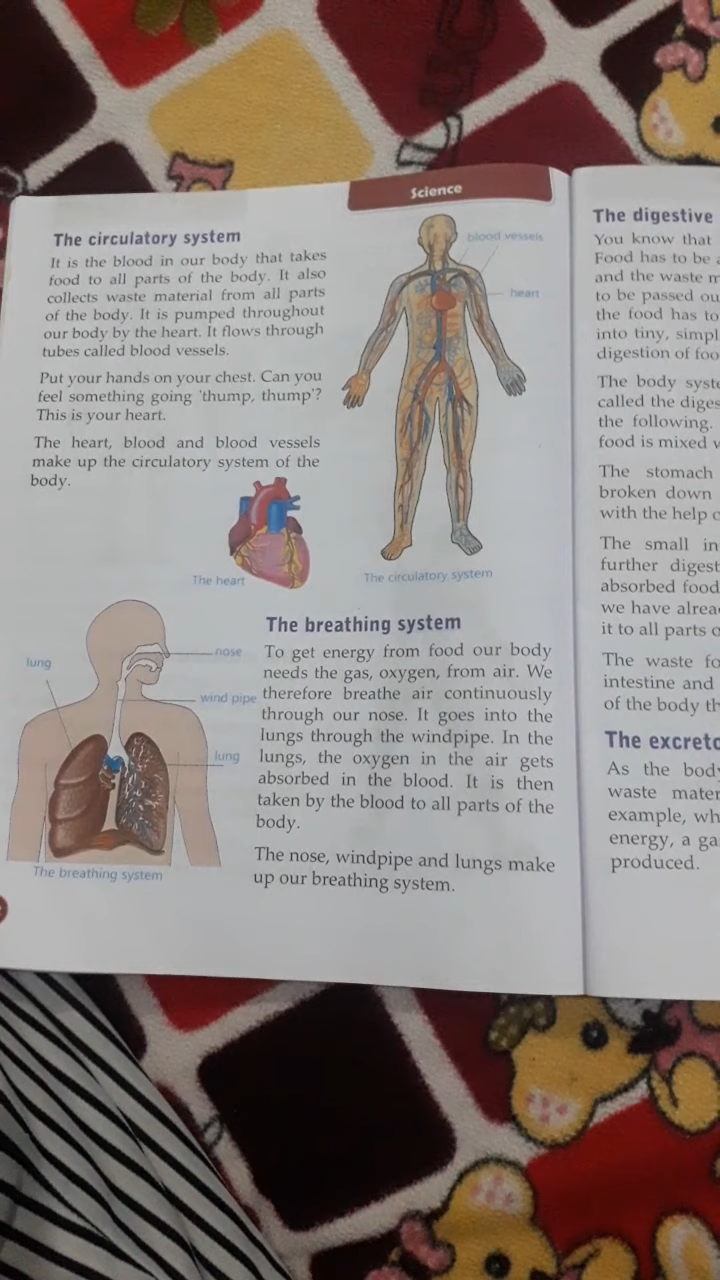 Science
The circulatory system
It is the blood in our body that takes
food to all parts of the body. It also
collects waste material from all parts
of the body. It is pumped throughout
our body by the heart. It flows through
tubes called blood vessels.
Put your hands on your chest. Can you
feel something going 'thump, thump'?
This is your heart.
The heart, blood and blood vessels
make up the circulatory system of the
body.
The heart
blood vessels
heart
The circulatory system
The breathing system
To get energy from food our body
needs the gas, oxygen, from air. We
therefore breathe air continuously
through our nose. It goes into the
lungs through the windpipe. In the
lungs, the oxygen in the air gets
absorbed in the blood. It is then
taken by the blood to all parts of the
body.
The nose, windpipe and lungs make
up our breathing system.
lung
nose
wind pipe
lung
The breathing system
The digestive
You know that
Food has to be
and the waste
to be passed
the food has to
into tiny,
digestion of
The body
called the
the following.
food is mixed
The stomach
broken down
with the help
The small
further
absorbed food
we have
it to all parts
The waste
intestine and
of the body
The
As the
waste
example,
energy, a
produced.